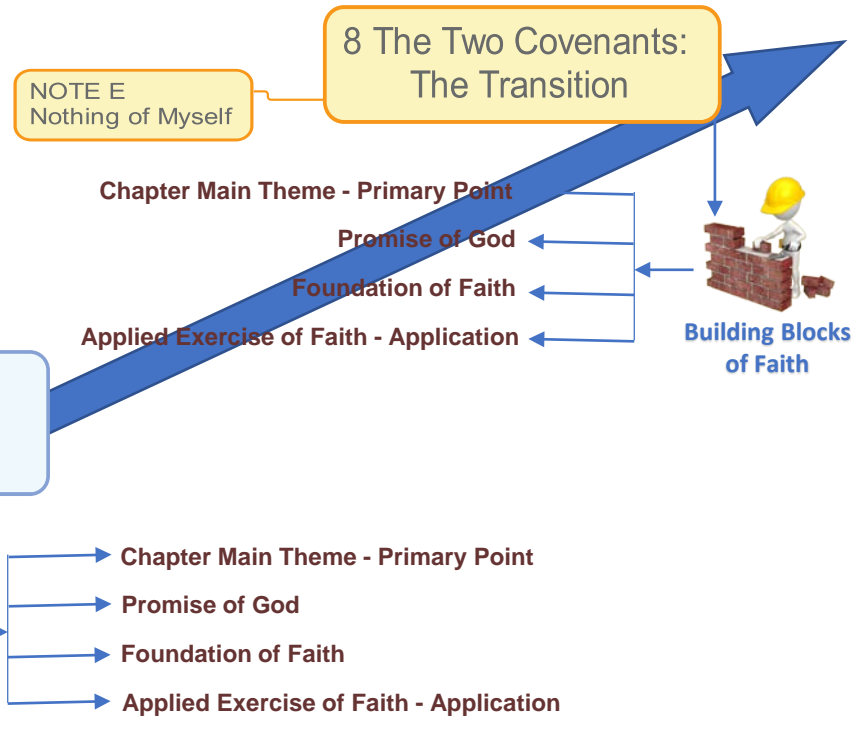 8 The Two Covenants:
The Transition
NOTE E
Nothing of Myself
Chapter Main Theme - Primary Point
Promise of God
Foundation of Faith
Applied Exercise of Faith - Application
Building Blocks
of Faith
Chapter Main Theme - Primary Point
Promise of God
Foundation of Faith
Applied Exercise of Faith - Application